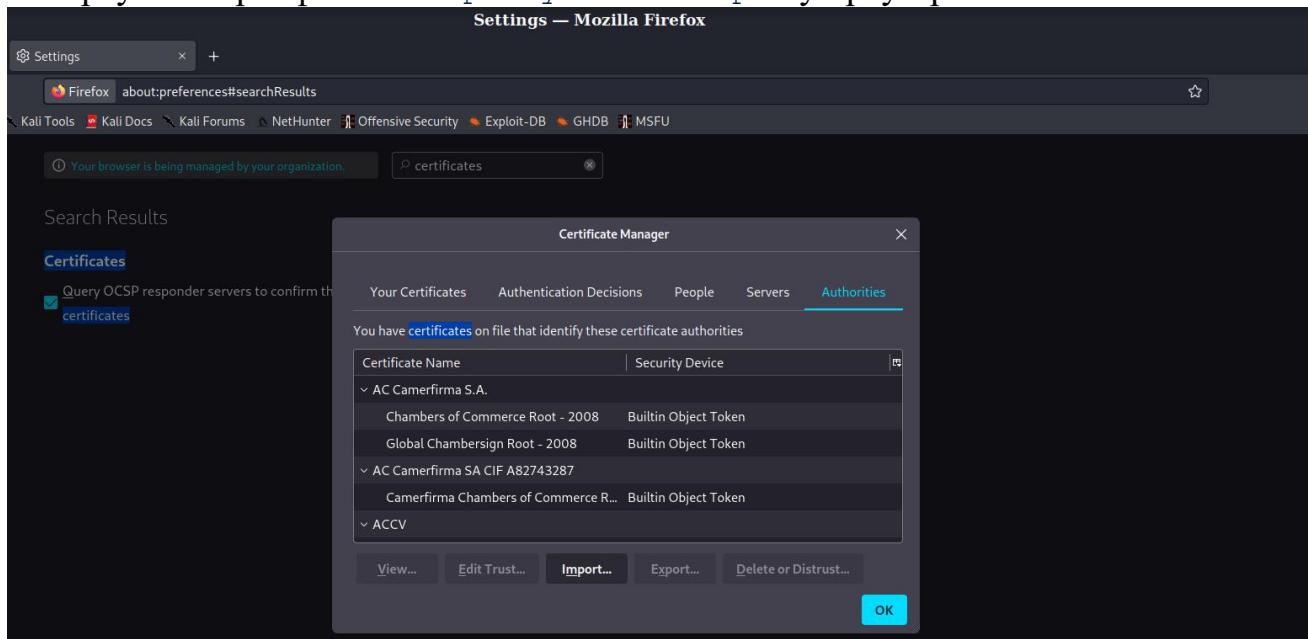 Settings — Mozilla Firefox
Settings × +
Firefox about:preferences#searchResults
Kali Tools Kali Docs Kali Forums NetHunter Offensive Security Exploit-DB GHDB MSFU
Your browser is being managed by your organization. certificates
Search Results
Certificate Manager
Certificates
Query OCSP responder servers to confirm th
certificates
Your Certificates Authentication Decisions People Servers Authorities
You have certificates on file that identify these certificate authorities
Certificate Name Security Device
AC Camerfirma S.A.
Chambers of Commerce Root - 2008 Builtin Object Token
Global Chambersign Root - 2008 Builtin Object Token
AC Camerfirma SA CIF A82743287
Camerfirma Chambers of Commerce R... Builtin Object Token
ACCV
View... Edit Trust... Import... Export... Delete or Distrust...
OK